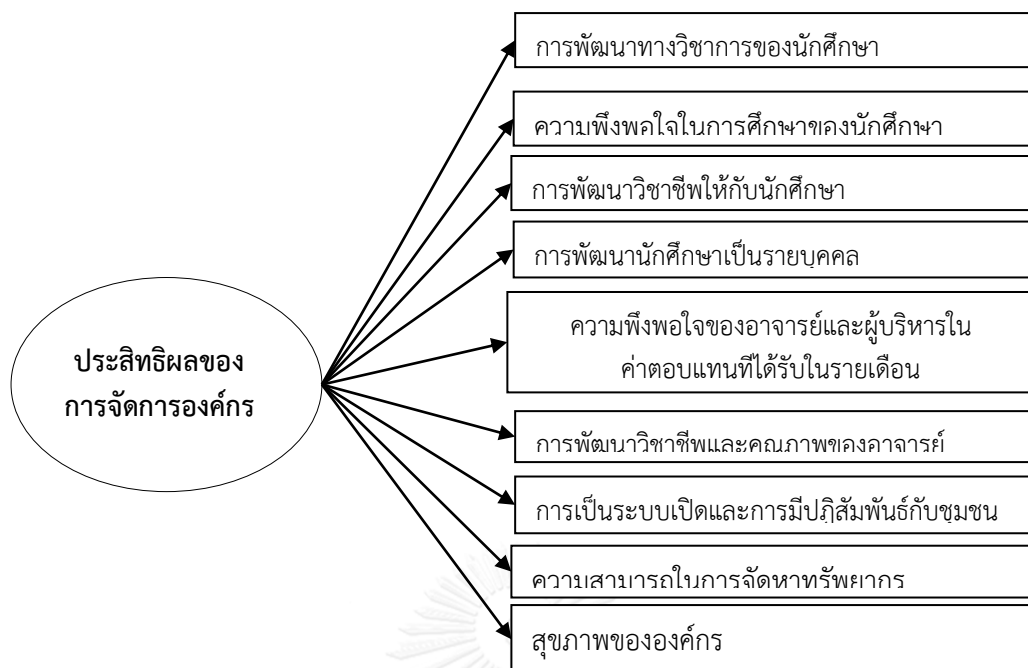 การพัฒนาทางวิชาการของนักศึกษา
ความพึงพอใจในการศึกษาของนักศึกษา
การพัฒนาวิชาชีพให้กับนักศึกษา
การพัฒนานักศึกษาเป็นรายบุคคล
ความพึงพอใจของอาจารย์และผู้บริหารใน
ค่าตอบแทนที่ได้รับในรายเดือน
ประสิทธิผลของ
การจัดการองค์กร
การพัฒนาวิชาชีพและคุณภาพของอาจารย์
การเป็นระบบเปิดและการมีปฏิสัมพันธ์กับชุมชน
ความสามารถในการจัดหาทรัพยากร
สุขภาพขององค์กร